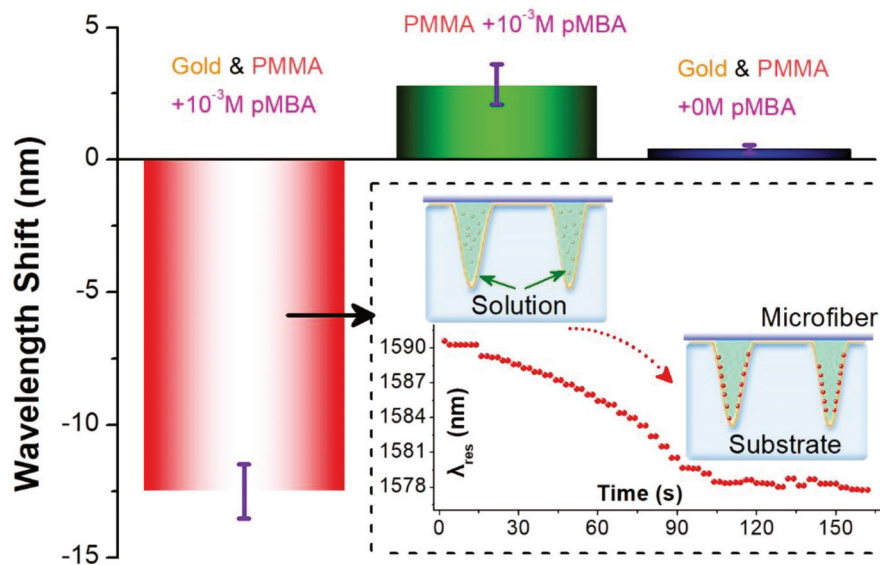 Wavelength Shift (nm)
5
0
-5
-10
-15
Gold & PMMA
+10⁻³M pMBA
PMMA +10⁻³M pMBA
Gold & PMMA
+0M pMBA
Solution
Microfiber
Substrate
λres (nm)
1590
1587
1584
1581
1578
Time (s)
0 30 60 90 120 150